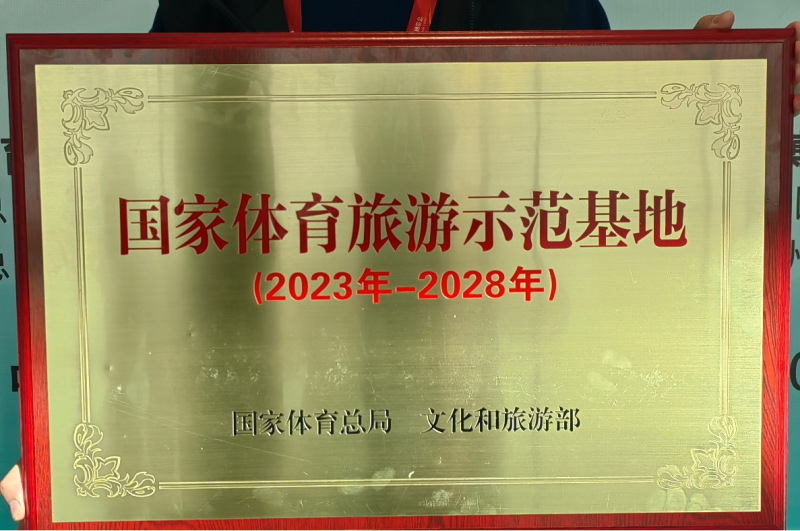 国家体育旅游示范基地
(2023年-2028年)
国家体育总局 文化和旅游部